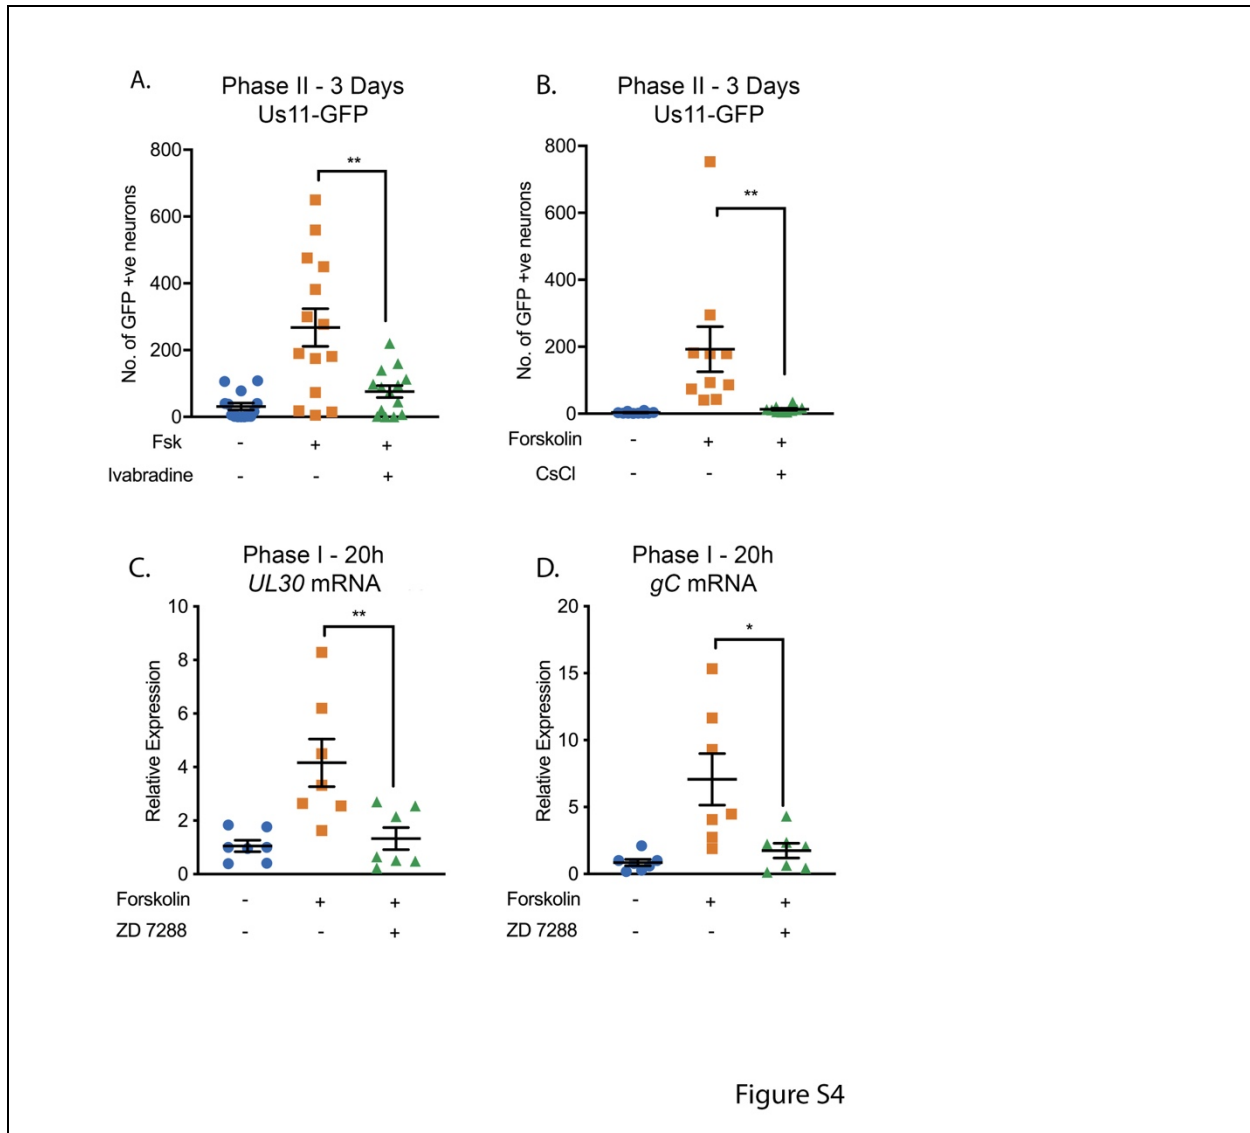 A.
Phase II - 3 Days
Us11-GFP
No. of GFP +ve neurons
800
600
400
200
0
**
Fsk - + +
Ivabradine - - +
B.
Phase II - 3 Days
Us11-GFP
No. of GFP +ve neurons
800
600
400
200
0
**
Forskolin - + +
CsCl - - +
C.
Phase I - 20h
UL30 mRNA
Relative Expression
10
8
6
4
2
0
**
Forskolin - + +
ZD 7288 - - +
D.
Phase I - 20h
gC mRNA
Relative Expression
20
15
10
5
0
*
Forskolin - + +
ZD 7288 - - +
Figure S4